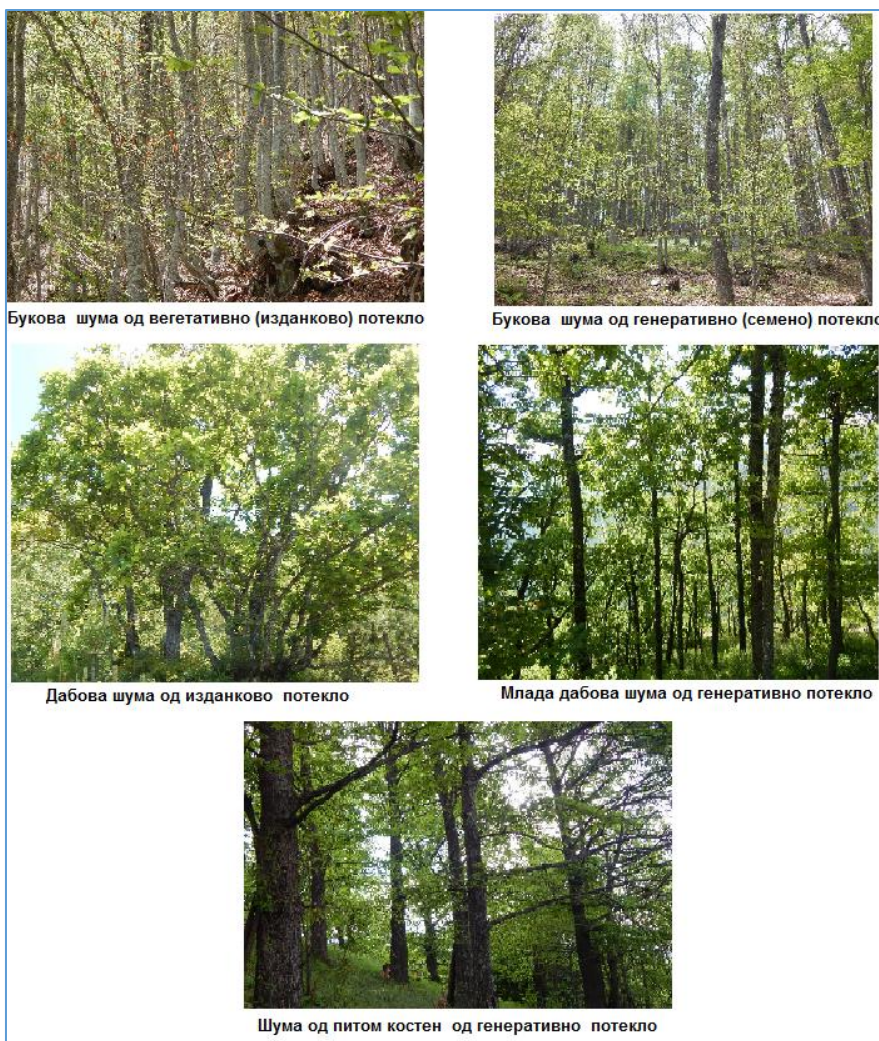 Букова шума од вегетативно (изданково) потекло
Букова шума од генеративно (семено) потекло
Дабова шума од изданково потекло
Млада дабова шума од генеративно потекло
Шума од питом костен од генеративно потекло